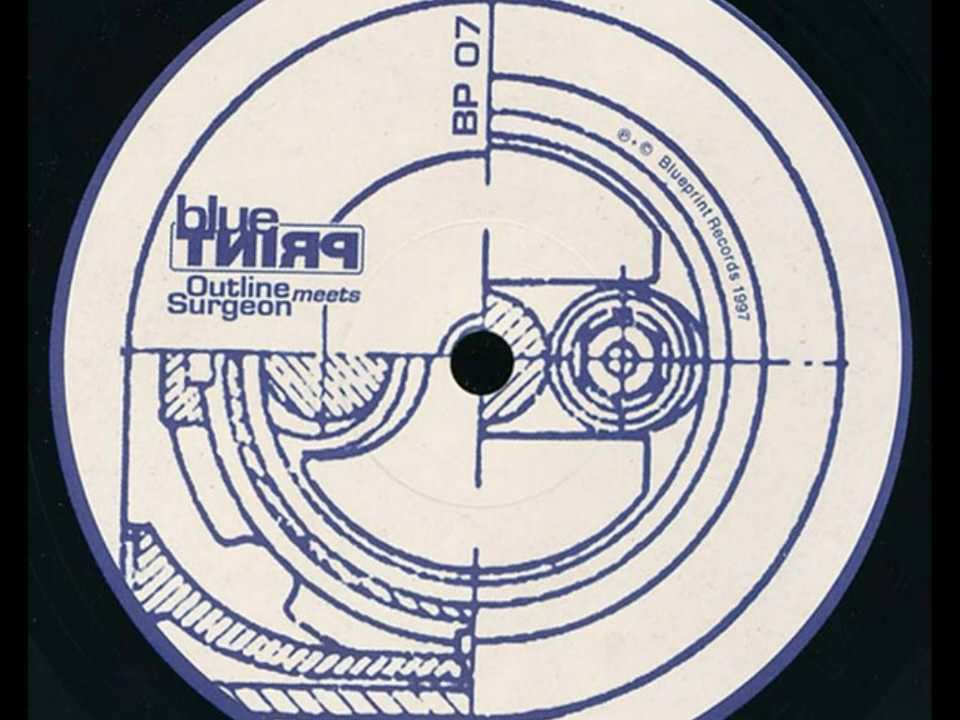 BP 07
℗ + © Blueprint Records 1997
blue
PRINT
Outline meets
Surgeon